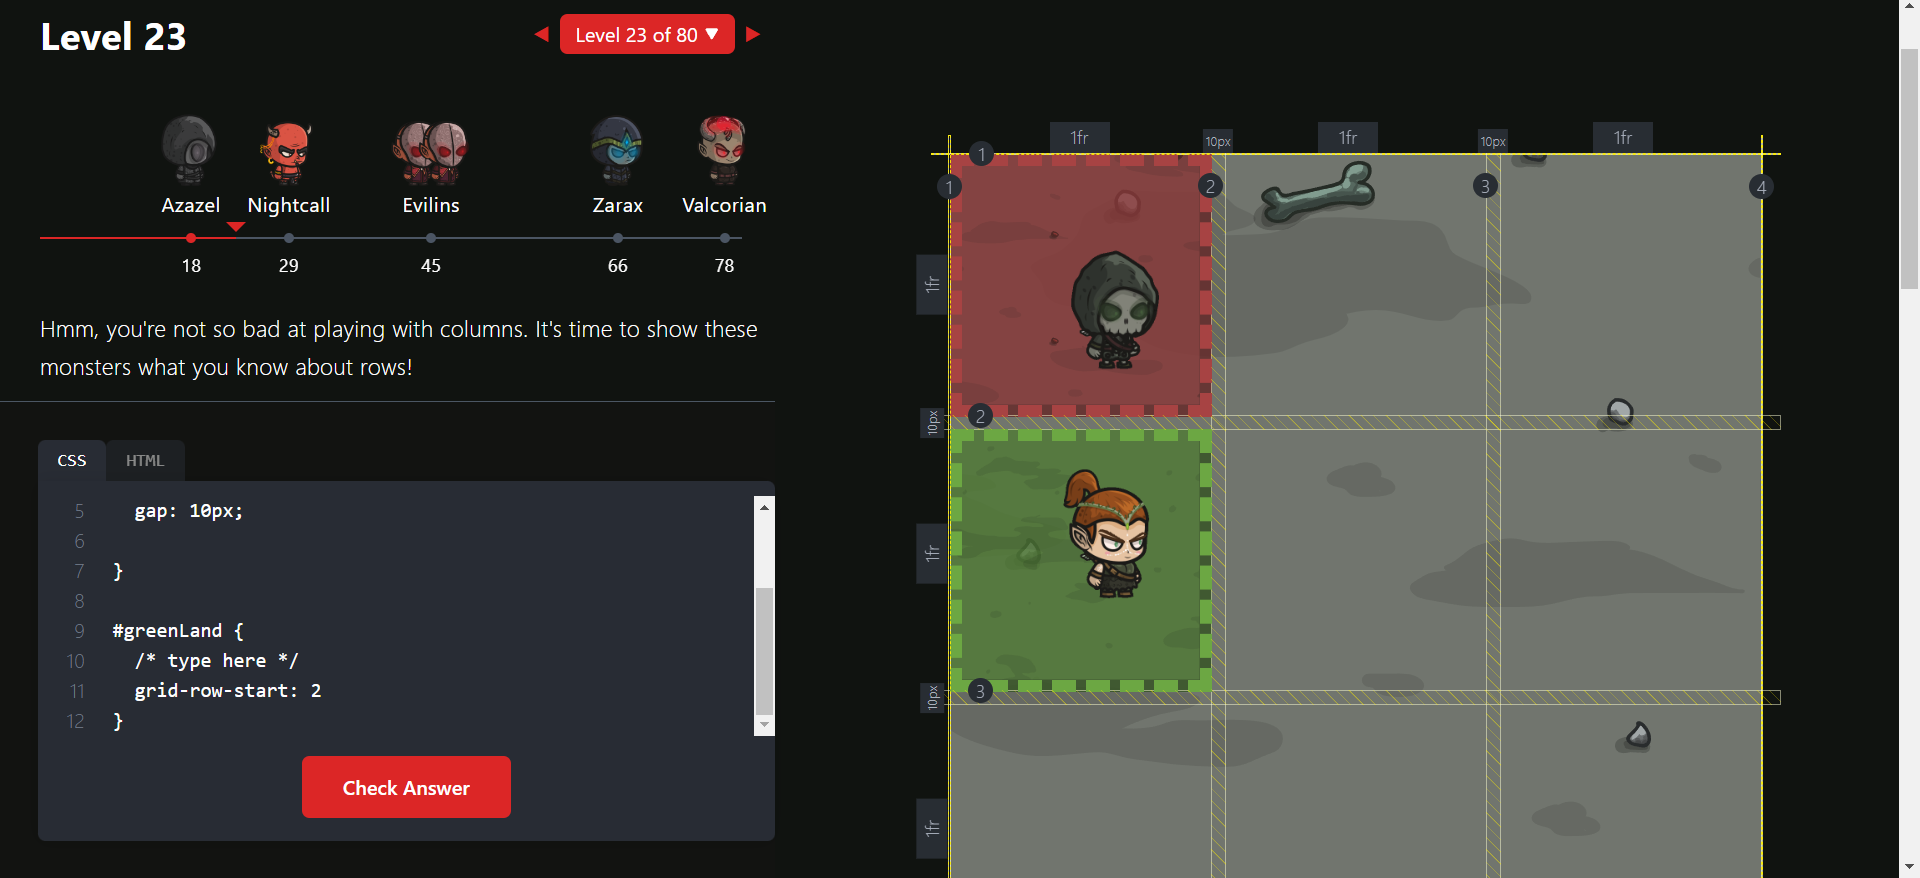 Level 23
Level 23 of 80 ▼
Azazel
Nightcall
Evilins
Zarax
Valcorian
18
29
45
66
78
Hmm, you're not so bad at playing with columns. It's time to show these
monsters what you know about rows!
CSS
HTML
5 gap: 10px;
6
7 }
8
9 #greenLand {
10 /* type here */
11 grid-row-start: 2
12 }
Check Answer
1fr
10px
1fr
10px
1fr
1
1
2
3
4
1fr
10px
2
1fr
10px
3
1fr